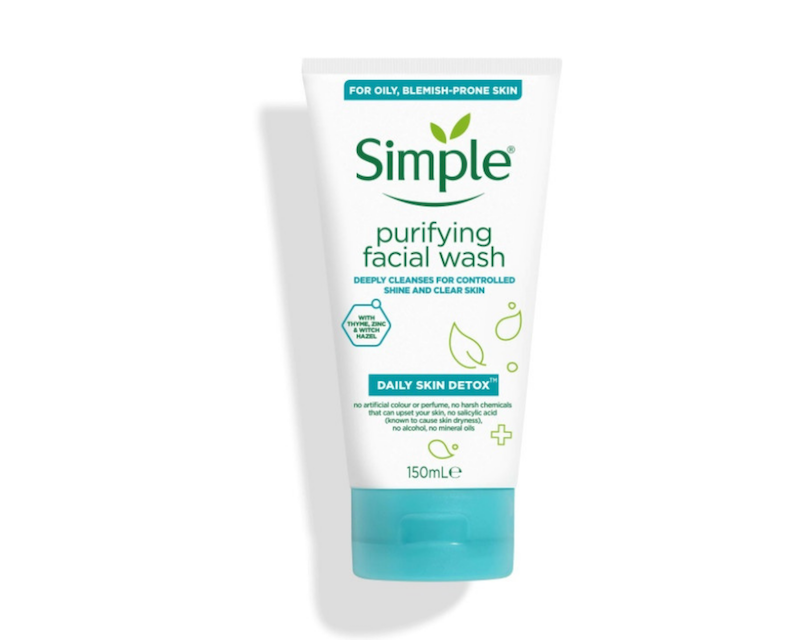 FOR OILY, BLEMISH-PRONE SKIN
Simple®
purifying
facial wash
DEEPLY CLEANSES FOR CONTROLLED
SHINE AND CLEAR SKIN
WITH
THYME, ZINC
& WITCH
HAZEL
DAILY SKIN DETOX™
no artificial colour or perfume, no harsh chemicals
that can upset your skin, no salicylic acid
(known to cause skin dryness),
no alcohol, no mineral oils
150mL℮